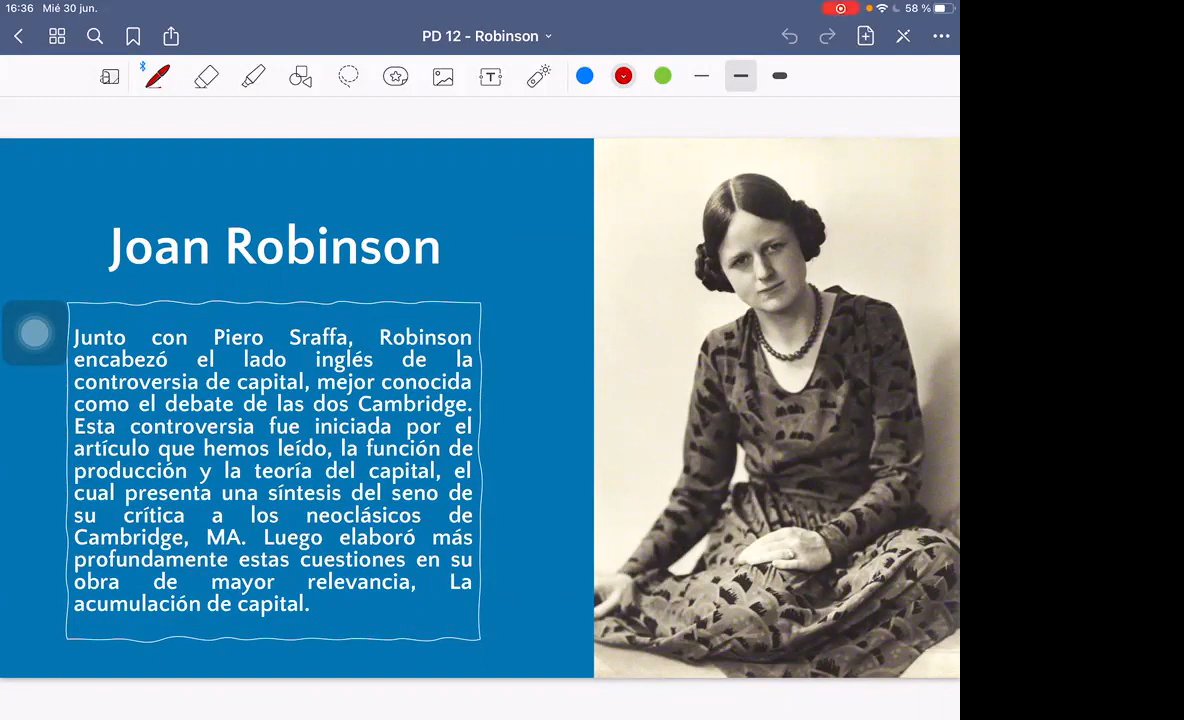 16:36 Mié 30 jun. 58 %
PD 12 - Robinson
T
Joan Robinson
Junto con Piero Sraffa, Robinson
encabezó el lado inglés de la
controversia de capital, mejor conocida
como el debate de las dos Cambridge.
Esta controversia fue iniciada por el
artículo que hemos leído, la función de
producción y la teoría del capital, el
cual presenta una síntesis del seno de
su crítica a los neoclásicos de
Cambridge, MA. Luego elaboró más
profundamente estas cuestiones en su
obra de mayor relevancia, La
acumulación de capital.